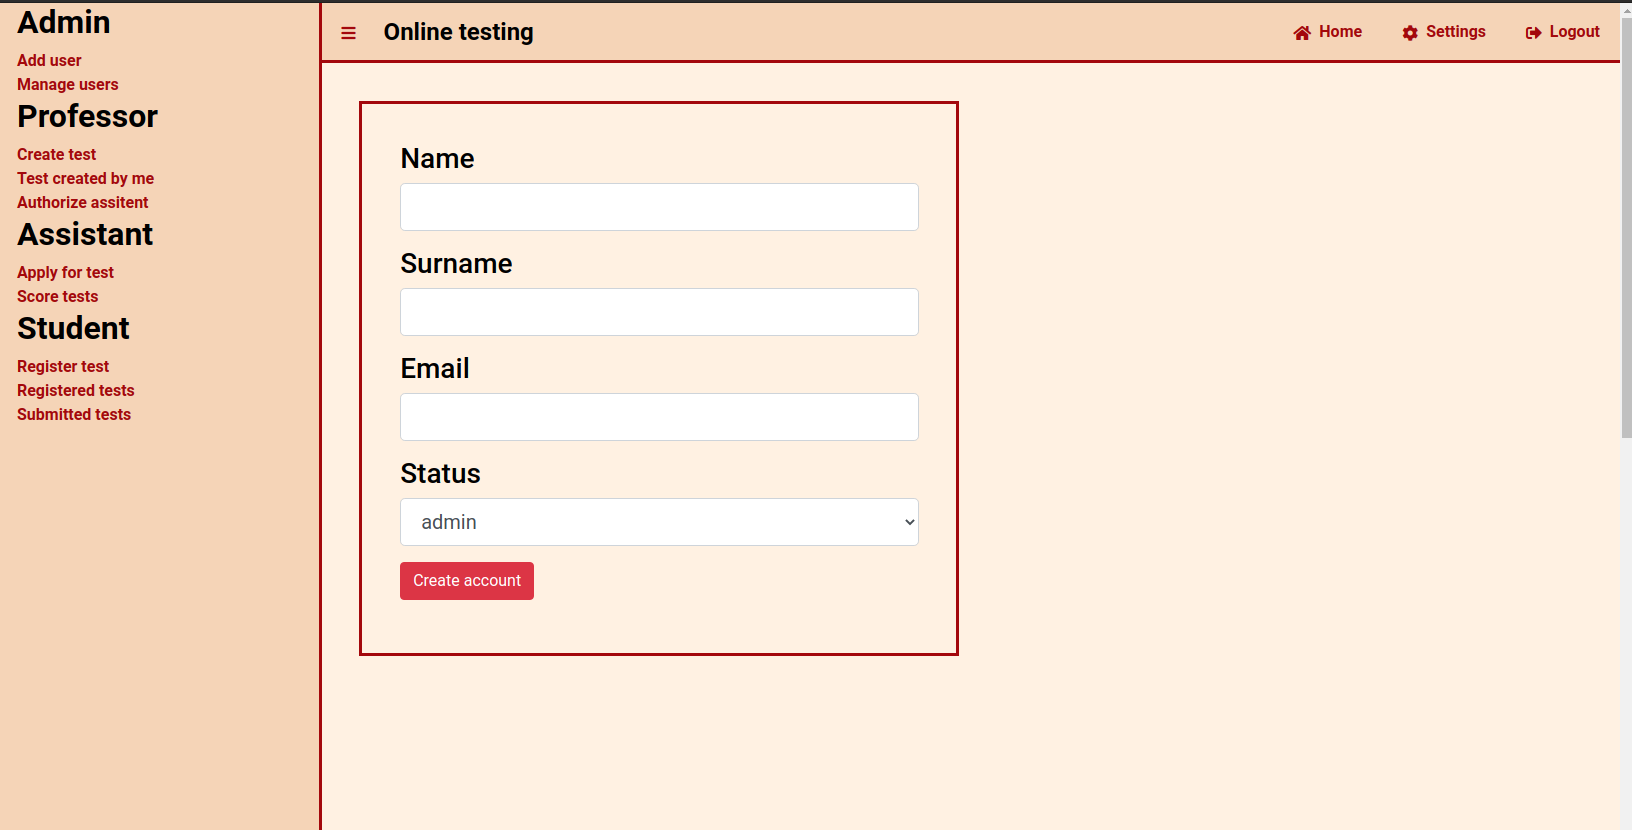 Admin
Add user
Manage users
Professor
Create test
Test created by me
Authorize assitent
Assistant
Apply for test
Score tests
Student
Register test
Registered tests
Submitted tests
Online testing
Home
Settings
Logout
Name
Surname
Email
Status
admin
Create account